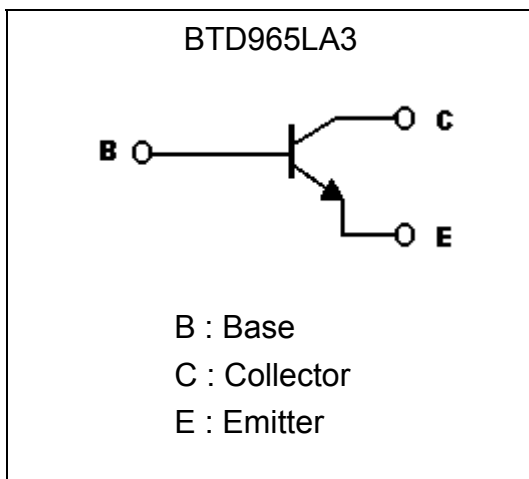 BTD965LA3
C
B
E
B : Base
C : Collector
E : Emitter